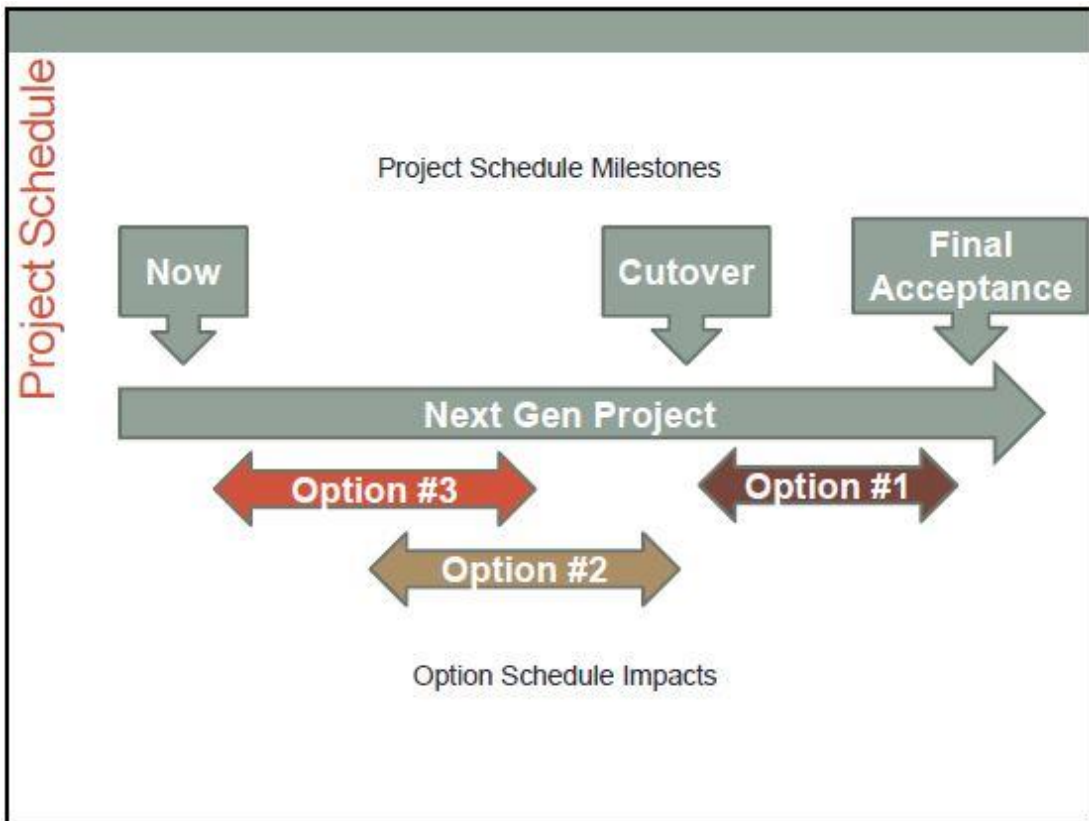 Project Schedule
Project Schedule Milestones
Now
Cutover
Final
Acceptance
Next Gen Project
Option #3
Option #1
Option #2
Option Schedule Impacts